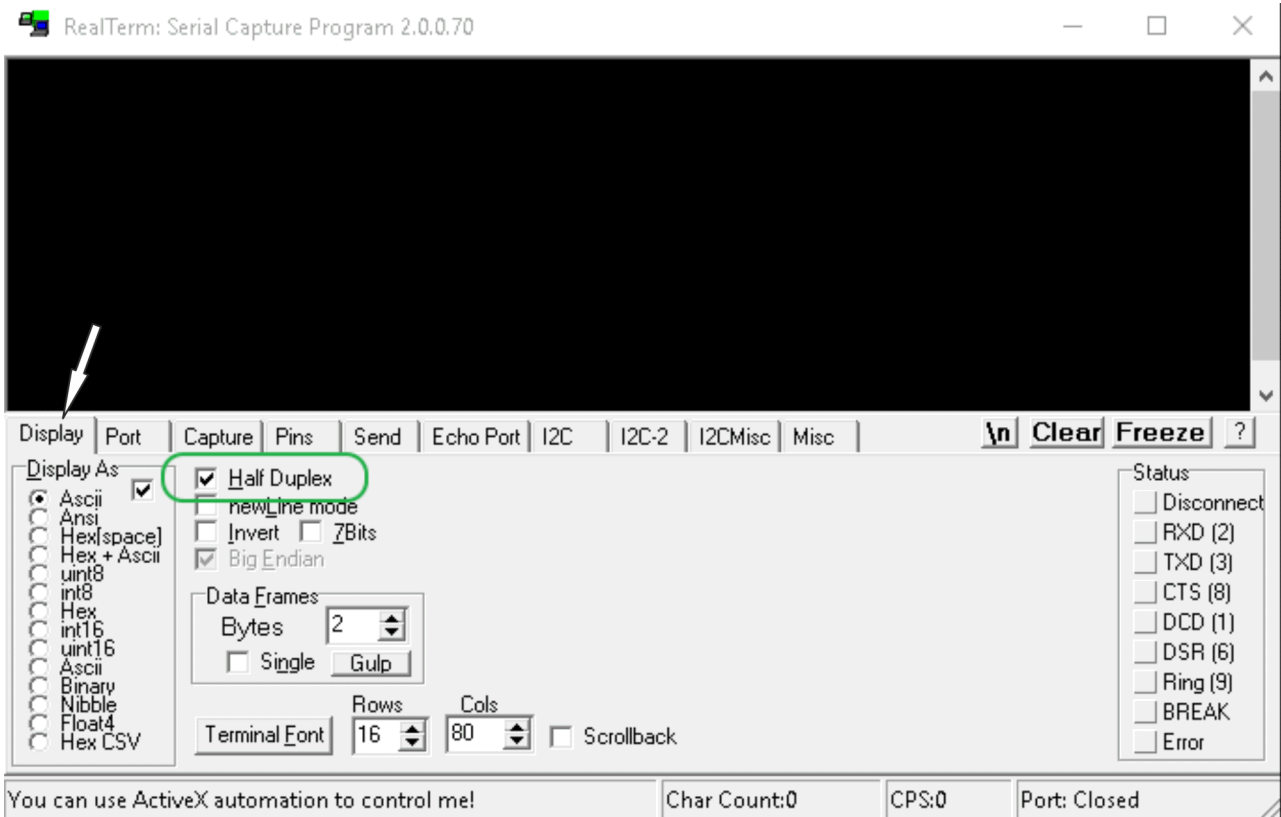 RealTerm: Serial Capture Program 2.0.0.70
Display Port Capture Pins Send Echo Port I2C I2C-2 I2CMisc Misc \n Clear Freeze ?
Display As
Ascii
Ansi
Hex[space]
Hex + Ascii
uint8
int8
Hex
int16
uint16
Ascii
Binary
Nibble
Float4
Hex CSV
Half Duplex
newLine mode
Invert 7Bits
Big Endian
Data Frames
Bytes 2
Single Gulp
Rows Cols
Terminal Font 16 80 Scrollback
Status
Disconnect
RXD (2)
TXD (3)
CTS (8)
DCD (1)
DSR (6)
Ring (9)
BREAK
Error
You can use ActiveX automation to control me! Char Count:0 CPS:0 Port: Closed